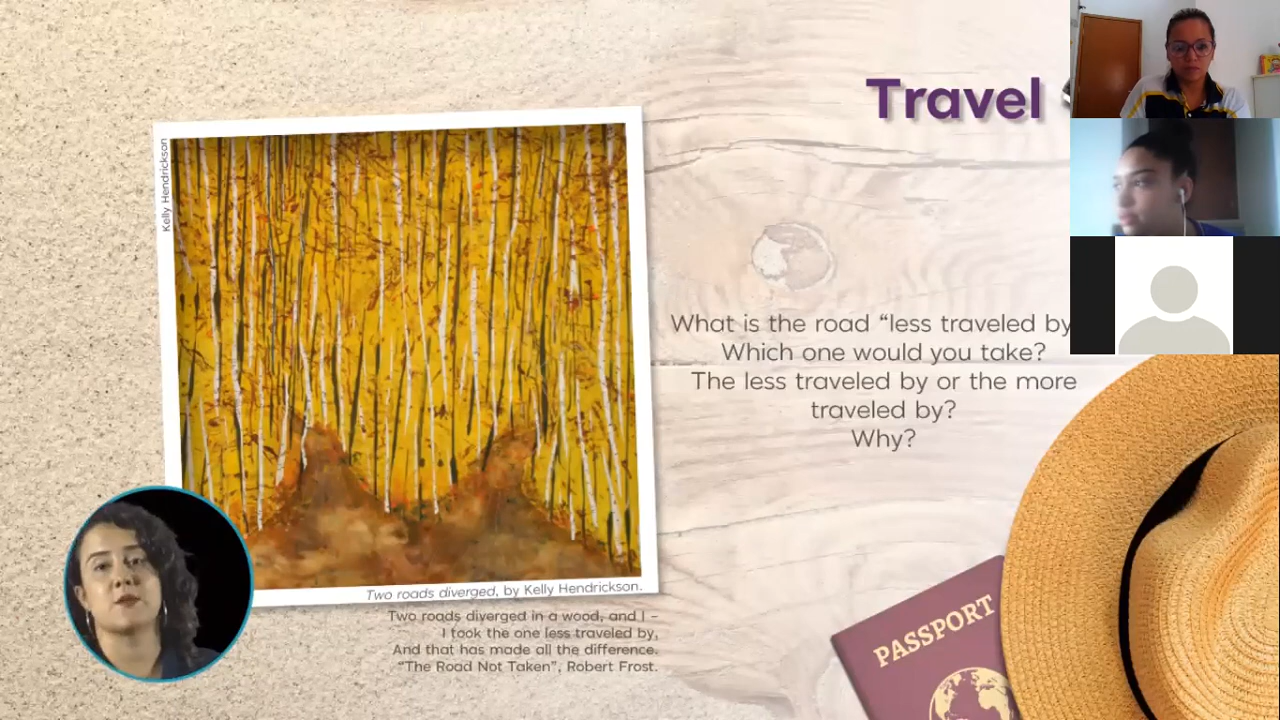 Travel
Kelly Hendrickson
What is the road “less traveled by
Which one would you take?
The less traveled by or the more
traveled by?
Why?
Two roads diverged, by Kelly Hendrickson.
Two roads diverged in a wood, and I –
I took the one less traveled by,
And that has made all the difference.
“The Road Not Taken”, Robert Frost.
PASSPORT